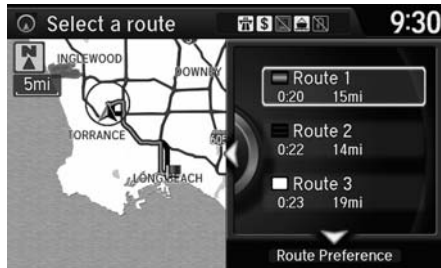 Select a route
$
9:30
N
5mi
INGLEWOOD
DOWNEY
TORRANCE
605
LONG BEACH
Route 1
0:20 15mi
Route 2
0:22 14mi
Route 3
0:23 19mi
Route Preference